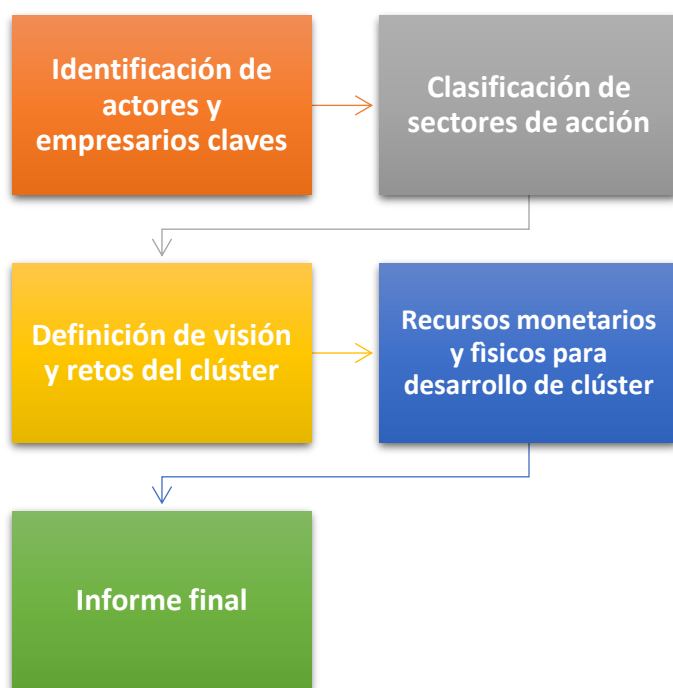 Identificación de
actores y
empresarios claves
Clasificación de
sectores de acción
Definición de visión
y retos del clúster
Recursos monetarios
y fìsicos para
desarrollo de clúster
Informe final